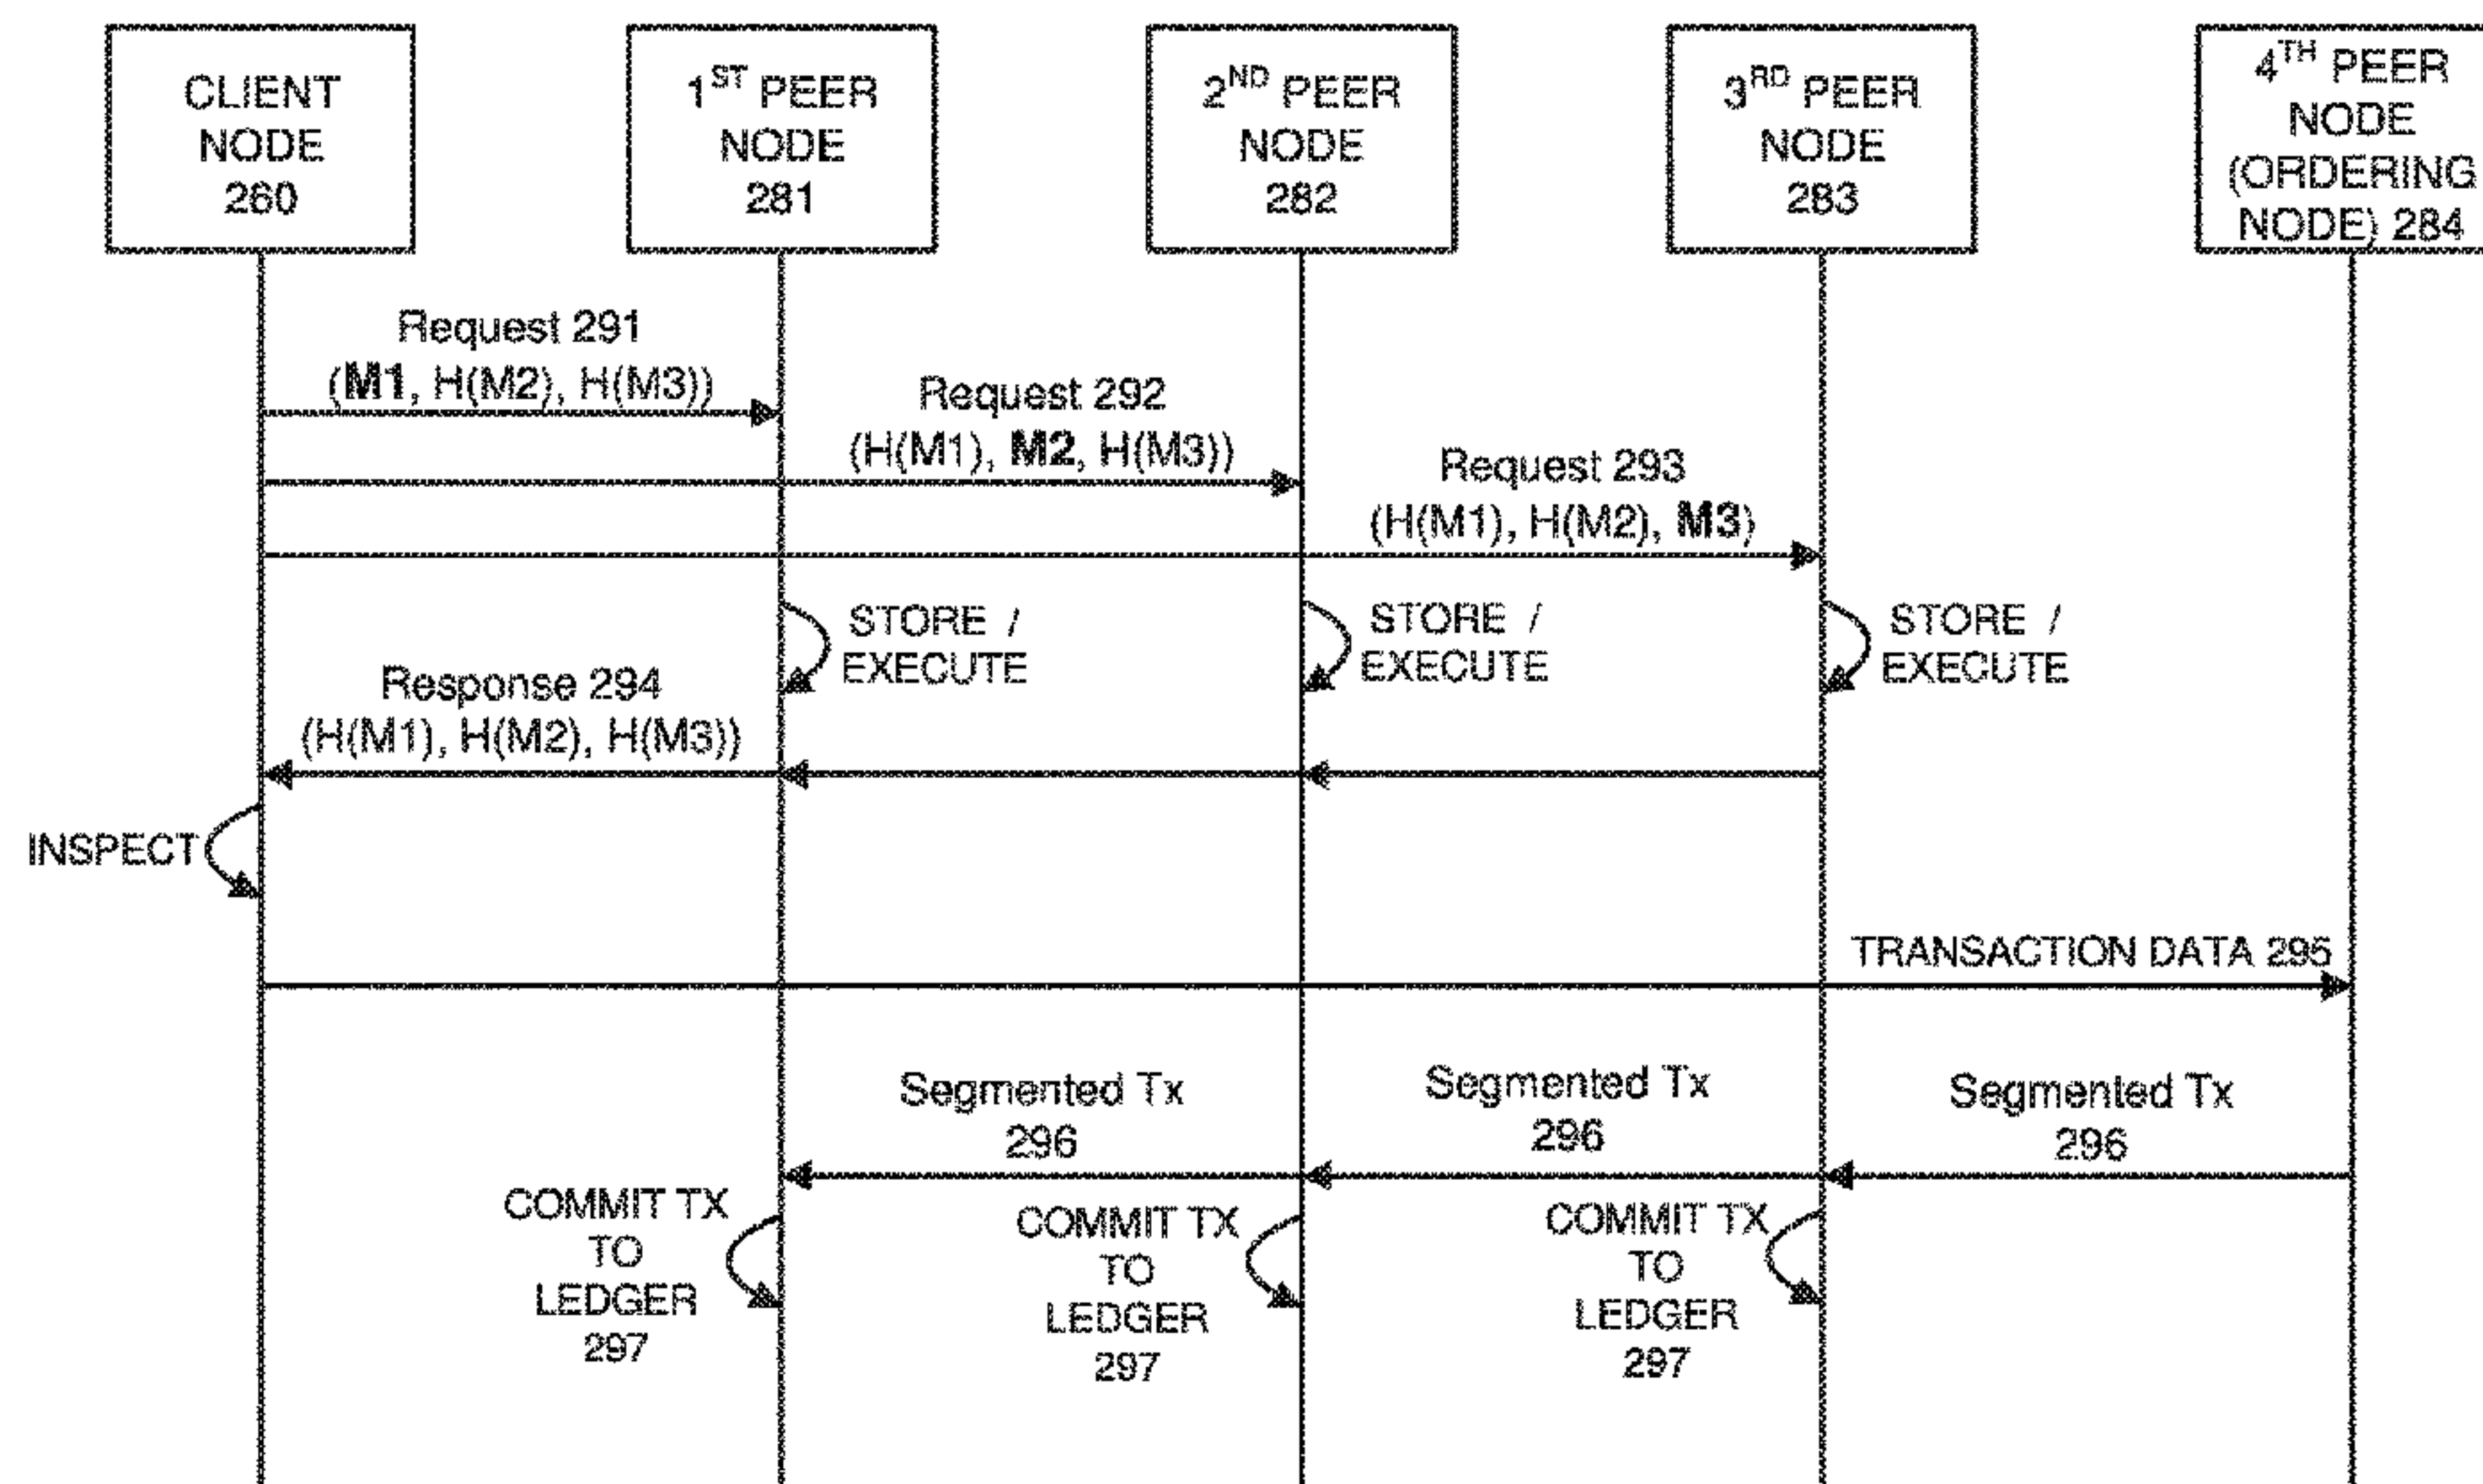 CLIENT
NODE
260
1ST PEER
NODE
281
2ND PEER
NODE
282
3RD PEER
NODE
283
4TH PEER
NODE
(ORDERING
NODE) 284
Request 291
(M1, H(M2), H(M3))
Request 292
(H(M1), M2, H(M3))
Request 293
(H(M1), H(M2), M3)
STORE /
EXECUTE
STORE /
EXECUTE
STORE /
EXECUTE
Response 294
(H(M1), H(M2), H(M3))
INSPECT
TRANSACTION DATA 295
Segmented Tx
296
Segmented Tx
296
Segmented Tx
296
COMMIT TX
TO
LEDGER
297
COMMIT TX
TO
LEDGER
297
COMMIT TX
TO
LEDGER
297